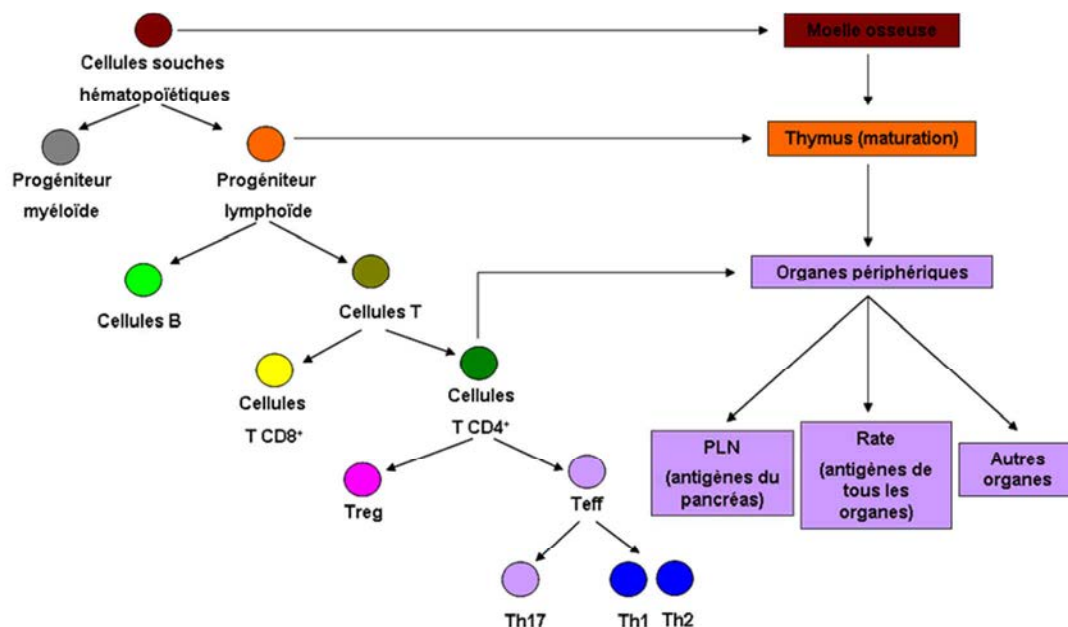 Moelle osseuse
Cellules souches
hématopoïétiques
Thymus (maturation)
Progéniteur
myéloïde
Progéniteur
lymphoïde
Organes périphériques
Cellules B
Cellules T
Cellules
T CD8⁺
Cellules
T CD4⁺
PLN
(antigènes du
pancréas)
Rate
(antigènes de
tous les
organes)
Autres
organes
Treg
Teff
Th17
Th1
Th2